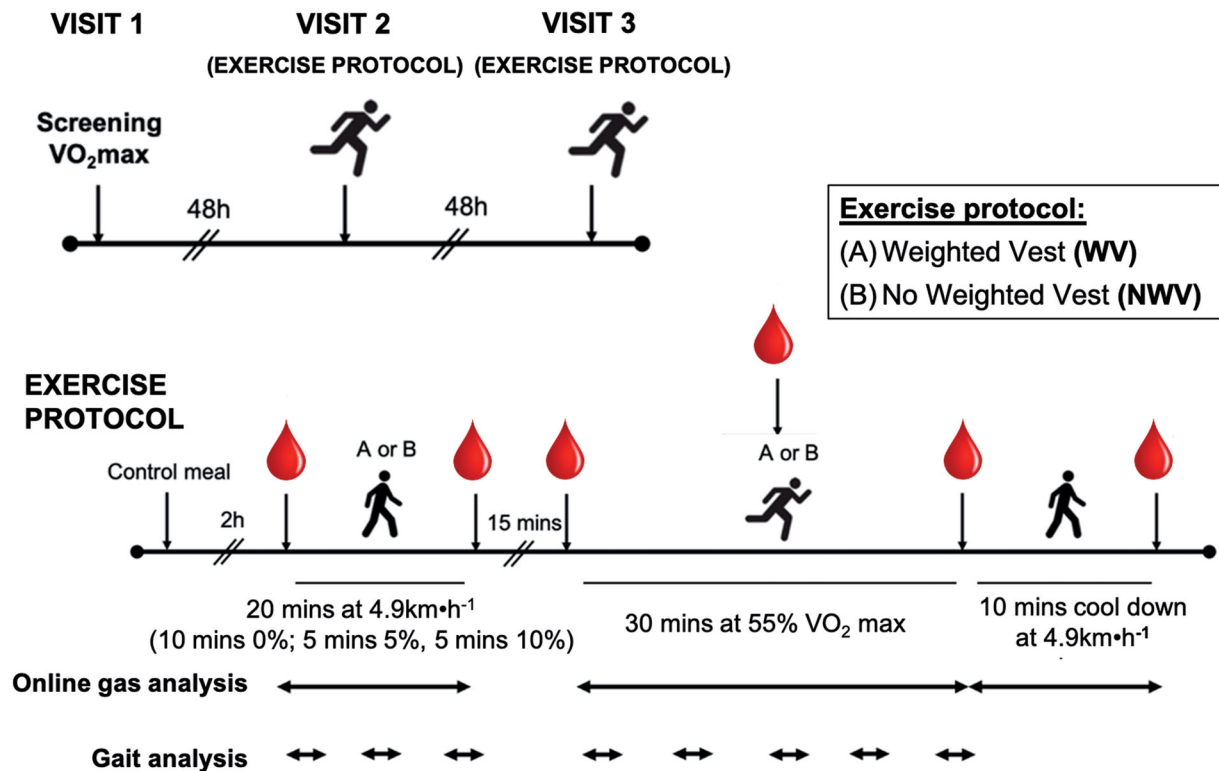 VISIT 1
VISIT 2
VISIT 3
(EXERCISE PROTOCOL)
(EXERCISE PROTOCOL)
Screening
VO₂max
48h
48h
Exercise protocol:
(A) Weighted Vest (WV)
(B) No Weighted Vest (NWV)
EXERCISE
PROTOCOL
Control meal
A or B
A or B
2h
15 mins
20 mins at 4.9km•h⁻¹
(10 mins 0%; 5 mins 5%, 5 mins 10%)
30 mins at 55% VO₂ max
10 mins cool down
at 4.9km•h⁻¹
Online gas analysis
Gait analysis